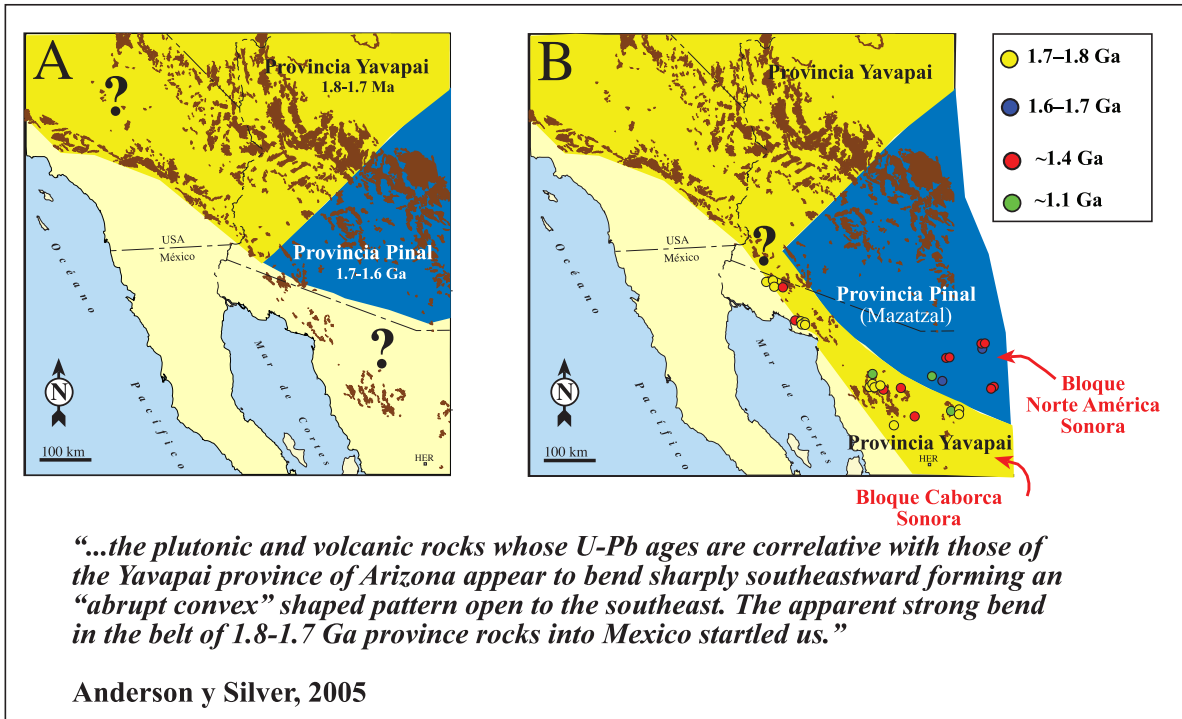 A
Provincia Yavapai
1.8-1.7 Ma
?
USA
México
Provincia Pinal
1.7-1.6 Ga
?
Océano
Pacífico
Mar de Cortes
N
100 km
HER
B
Provincia Yavapai
?
USA
México
Provincia Pinal
(Mazatzal)
Océano
Pacífico
Mar de Cortes
N
100 km
Provincia Yavapai
HER
1.7–1.8 Ga
1.6–1.7 Ga
~1.4 Ga
~1.1 Ga
Bloque
Norte América
Sonora
Bloque Caborca
Sonora
“...the plutonic and volcanic rocks whose U-Pb ages are correlative with those of
the Yavapai province of Arizona appear to bend sharply southeastward forming an
“abrupt convex” shaped pattern open to the southeast. The apparent strong bend
in the belt of 1.8-1.7 Ga province rocks into Mexico startled us.”
Anderson y Silver, 2005